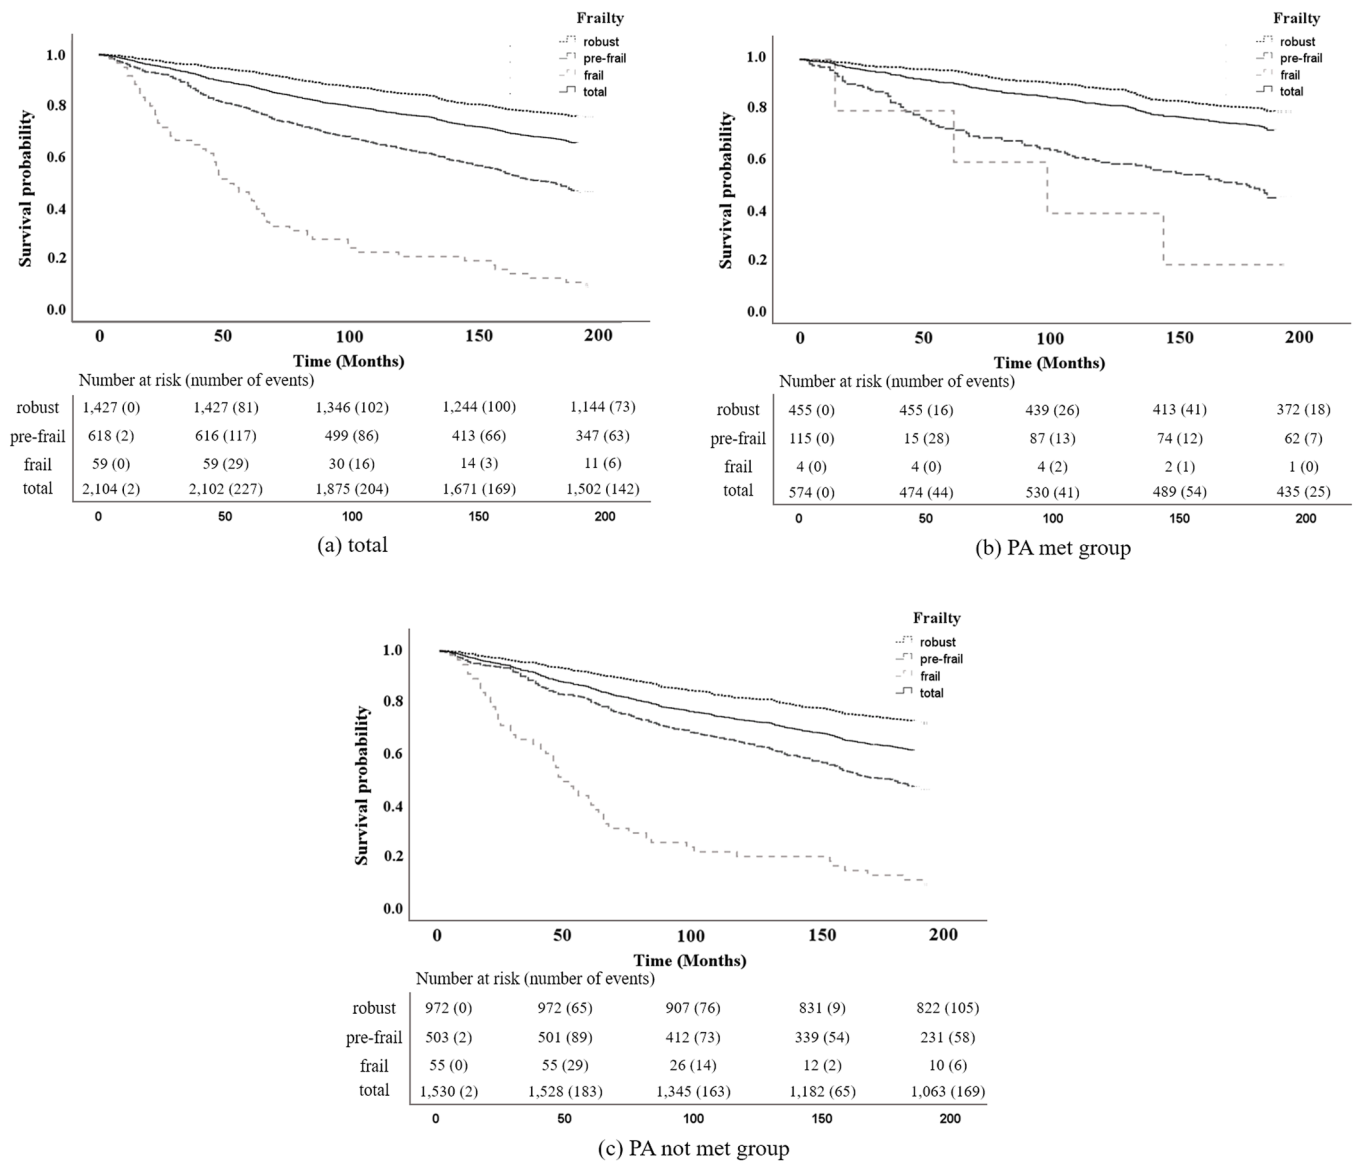 Frailty
robust
pre-frail
frail
total
1.0
0.8
0.6
0.4
0.2
0.0
Survival probability
0 50 100 150 200
Time (Months)
Number at risk (number of events)
robust 1,427 (0) 1,427 (81) 1,346 (102) 1,244 (100) 1,144 (73)
pre-frail 618 (2) 616 (117) 499 (86) 413 (66) 347 (63)
frail 59 (0) 59 (29) 30 (16) 14 (3) 11 (6)
total 2,104 (2) 2,102 (227) 1,875 (204) 1,671 (169) 1,502 (142)
0 50 100 150 200
(a) total
Frailty
robust
pre-frail
frail
total
1.0
0.8
0.6
0.4
0.2
0.0
Survival probability
0 50 100 150 200
Time (Months)
Number at risk (number of events)
robust 455 (0) 455 (16) 439 (26) 413 (41) 372 (18)
pre-frail 115 (0) 15 (28) 87 (13) 74 (12) 62 (7)
frail 4 (0) 4 (0) 4 (2) 2 (1) 1 (0)
total 574 (0) 474 (44) 530 (41) 489 (54) 435 (25)
0 50 100 150 200
(b) PA met group
Frailty
robust
pre-frail
frail
total
1.0
0.8
0.6
0.4
0.2
0.0
Survival probability
0 50 100 150 200
Time (Months)
Number at risk (number of events)
robust 972 (0) 972 (65) 907 (76) 831 (9) 822 (105)
pre-frail 503 (2) 501 (89) 412 (73) 339 (54) 231 (58)
frail 55 (0) 55 (29) 26 (14) 12 (2) 10 (6)
total 1,530 (2) 1,528 (183) 1,345 (163) 1,182 (65) 1,063 (169)
0 50 100 150 200
(c) PA not met group